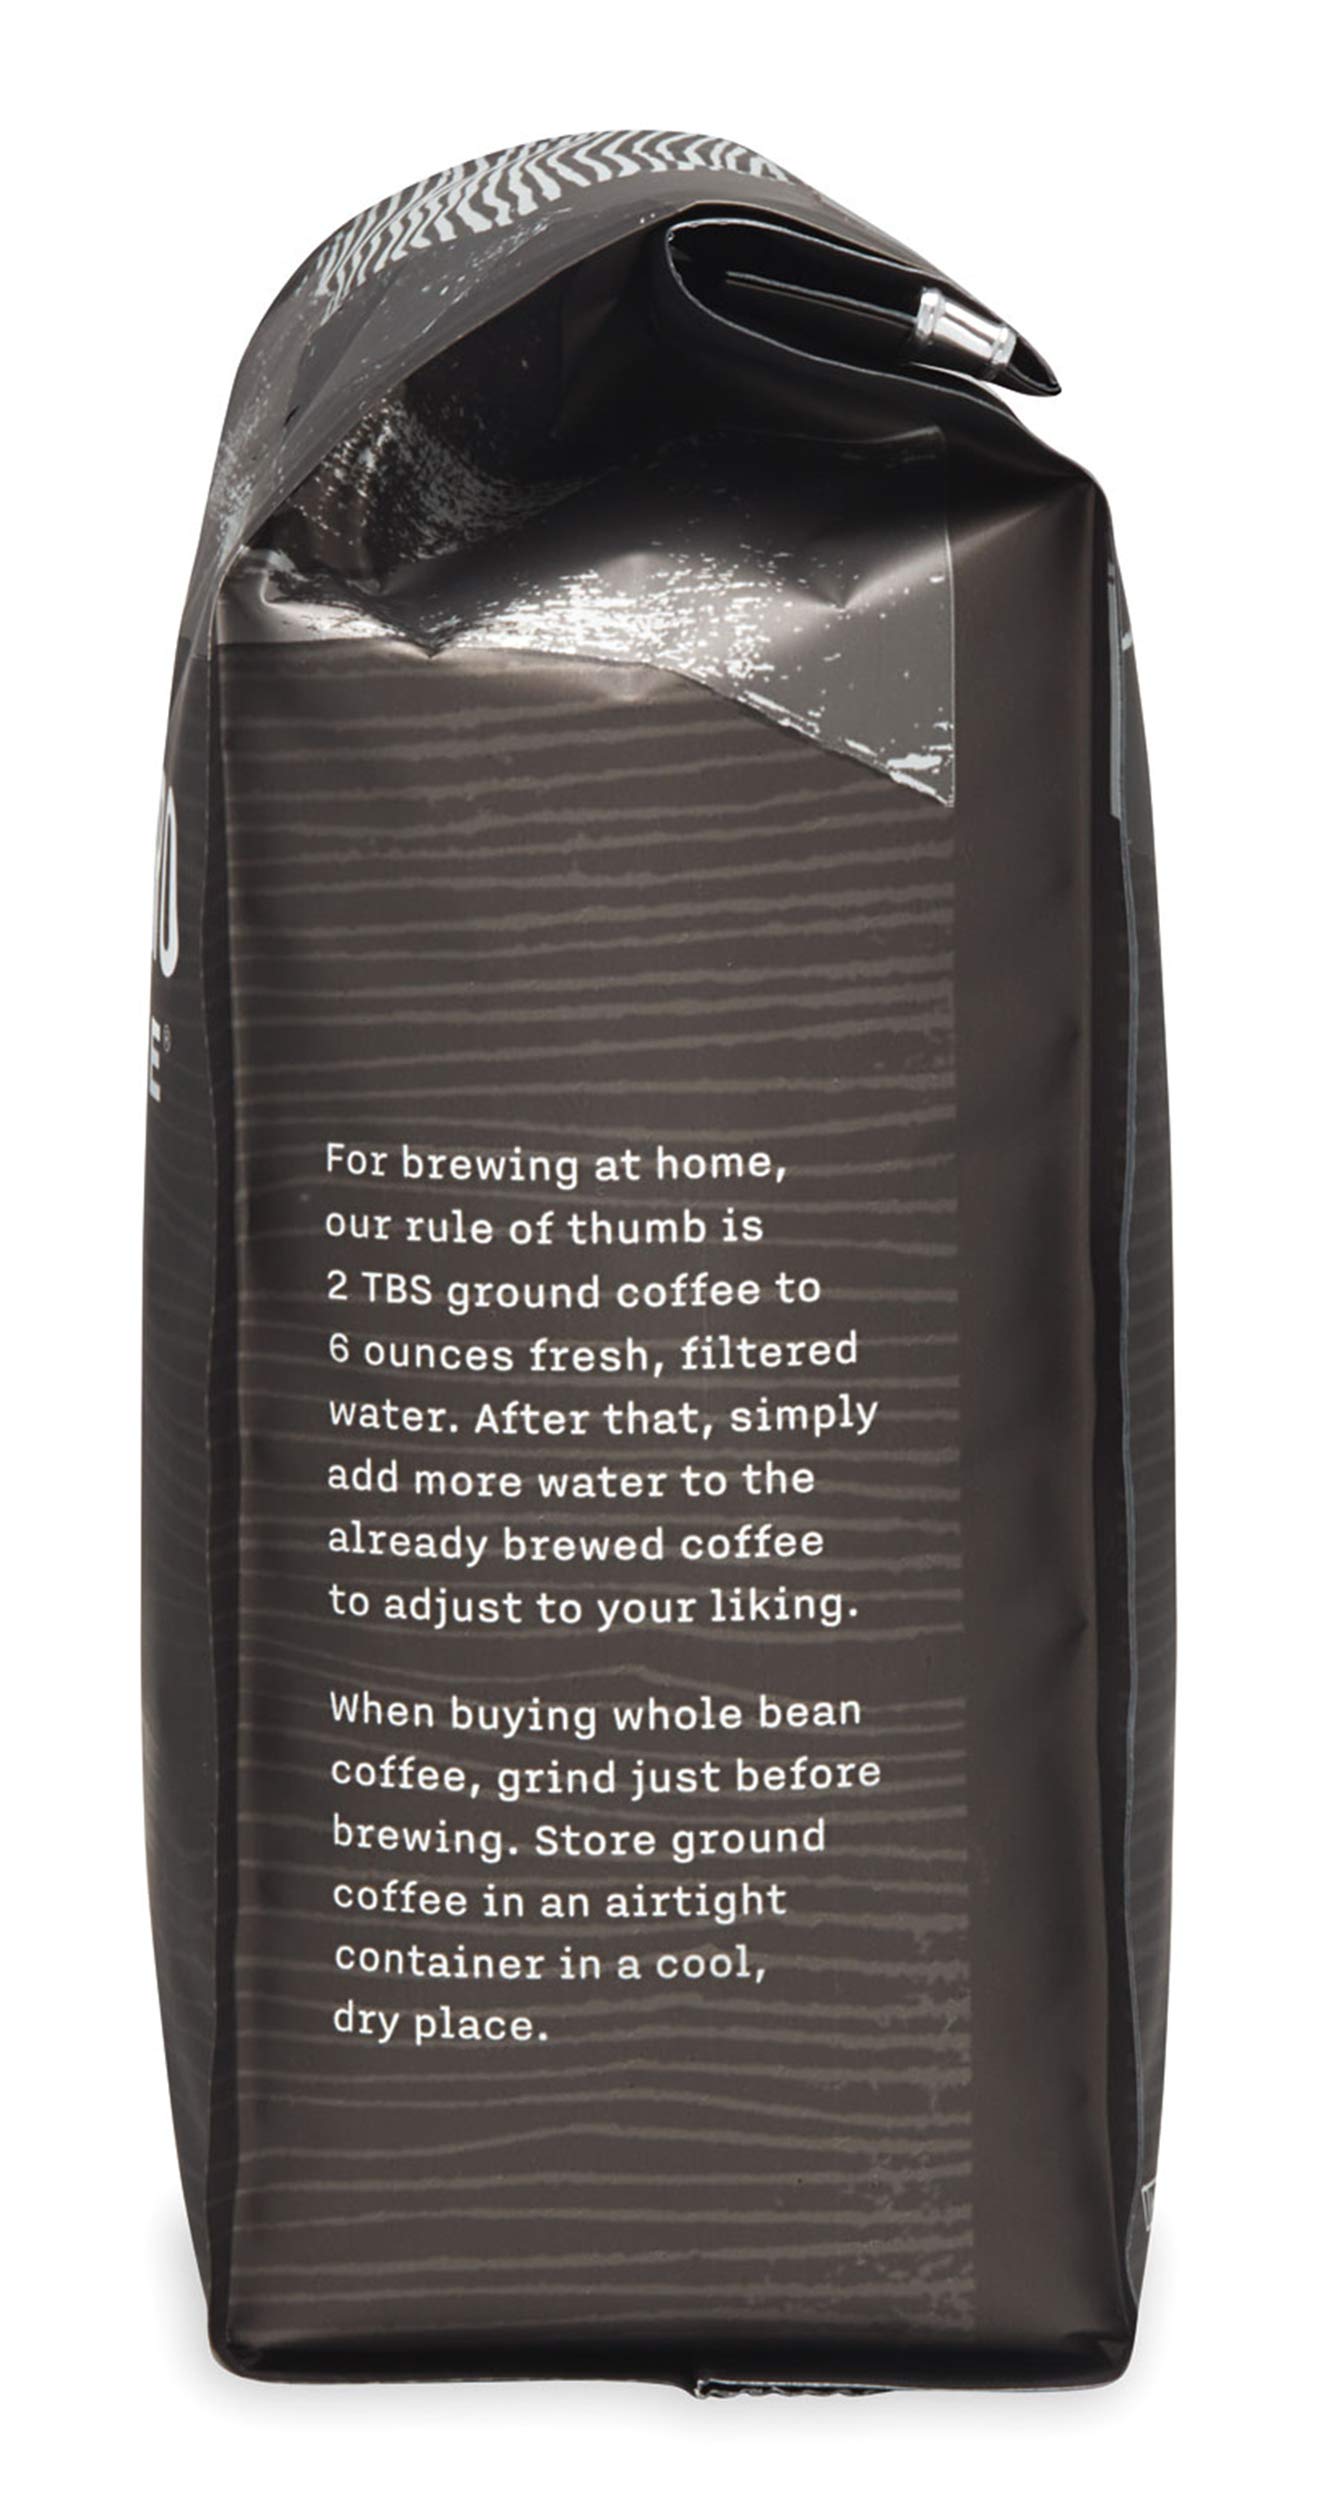 For brewing at home,
our rule of thumb is
2 TBS ground coffee to
6 ounces fresh, filtered
water. After that, simply
add more water to the
already brewed coffee
to adjust to your liking.
When buying whole bean
coffee, grind just before
brewing. Store ground
coffee in an airtight
container in a cool,
dry place.